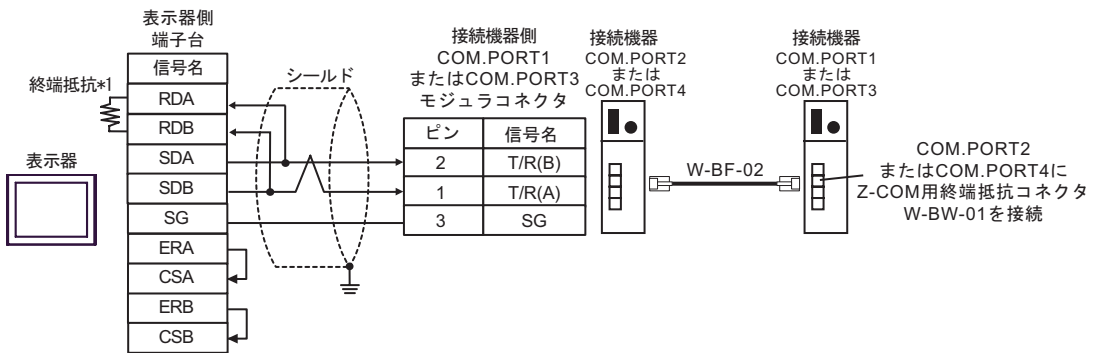 表示器側
端子台
信号名
RDA
RDB
SDA
SDB
SG
ERA
CSA
ERB
CSB
終端抵抗*1
表示器
シールド
接続機器側
COM.PORT1
またはCOM.PORT3
モジュラコネクタ
ピン 信号名
2 T/R(B)
1 T/R(A)
3 SG
接続機器
COM.PORT2
または
COM.PORT4
W-BF-02
接続機器
COM.PORT1
または
COM.PORT3
COM.PORT2
またはCOM.PORT4に
Z-COM用終端抵抗コネクタ
W-BW-01を接続